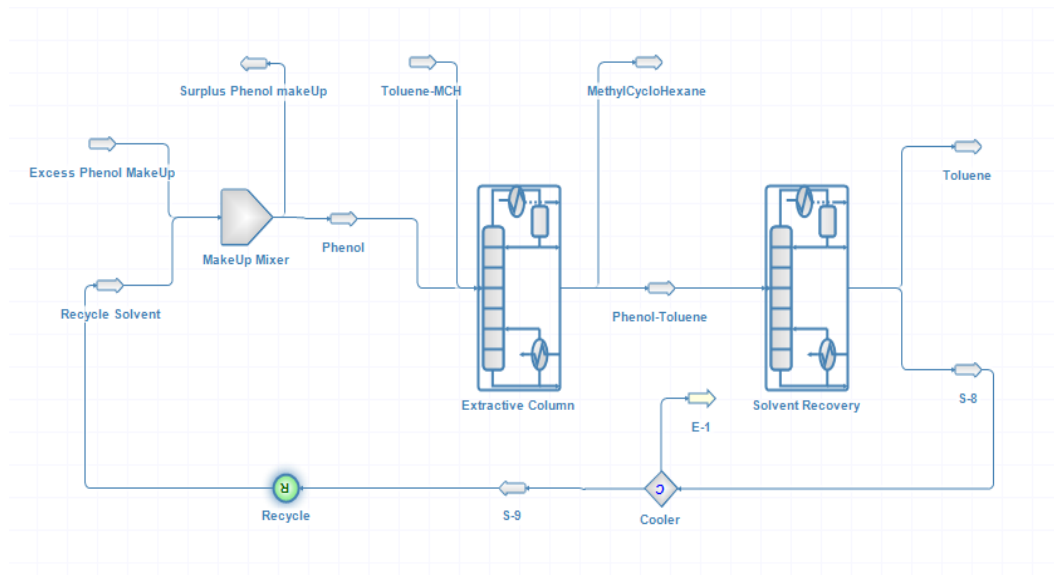 Surplus Phenol makeUp
Toluene-MCH
MethylCycloHexane
Excess Phenol MakeUp
Toluene
Phenol
MakeUp Mixer
Recycle Solvent
Phenol-Toluene
Extractive Column
Solvent Recovery
S-8
E-1
R
C
Recycle
S-9
Cooler